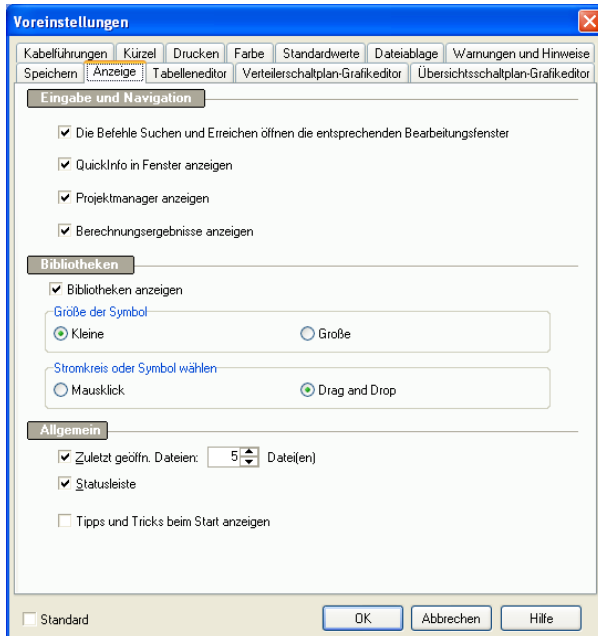 Voreinstellungen
Kabelführungen Kürzel Drucken Farbe Standardwerte Dateiablage Warnungen und Hinweise
Speichern Anzeige Tabelleneditor Verteilerschaltplan-Grafikeditor Übersichtsschaltplan-Grafikeditor
Eingabe und Navigation
Die Befehle Suchen und Erreichen öffnen die entsprechenden Bearbeitungsfenster
QuickInfo in Fenster anzeigen
Projektmanager anzeigen
Berechnungsergebnisse anzeigen
Bibliotheken
Bibliotheken anzeigen
Größe der Symbol
Kleine Große
Stromkreis oder Symbol wählen
Mausklick Drag and Drop
Allgemein
Zuletzt geöffn. Dateien: 5 Datei(en)
Statusleiste
Tipps und Tricks beim Start anzeigen
Standard OK Abbrechen Hilfe